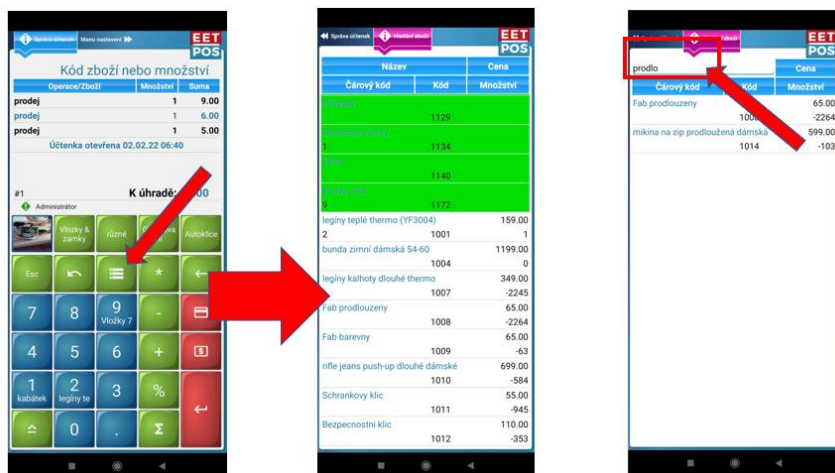 Správa účtenek
Menu nastavení
EET
POS
Kód zboží nebo množství
Operace/Zboží Množství Suma
prodej 1 9.00
prodej 1 6.00
prodej 1 5.00
Účtenka otevřena 02.02.22 06:40
#1 K úhradě: 00
Administrátor
Vlozky & zamky
různé
Autoklice
Esc
*
7
8
9
Vložky 7
-
4
5
6
+
1
kabátek
2
legíny te
3
%
0
.
Σ
Správa účtenek
Hledání zboží
EET
POS
Název Cena
Čárový kód Kód Množství
1129
1 1134
1140
9 1172
legíny teplé thermo (YF3004) 159.00
2 1001 1
bunda zimní dámská 54-60 1199.00
1004 0
leginy kalhoty dlouhé thermo 349.00
1007 -2245
Fab prodlouzeny 65.00
1008 -2264
Fab barevny 65.00
1009 -63
rifle jeans push-up dlouhé dámské 699.00
1010 -584
Schrankovy klic 55.00
1011 -945
Bezpecnostni klic 110.00
1012 -353
zboží
EET
POS
prodlo Cena
Čárový kód Kód Množství
Fab prodlouzeny 65.00
-2264
mikina na zip prodloužená dámská 599.00
1014 -103